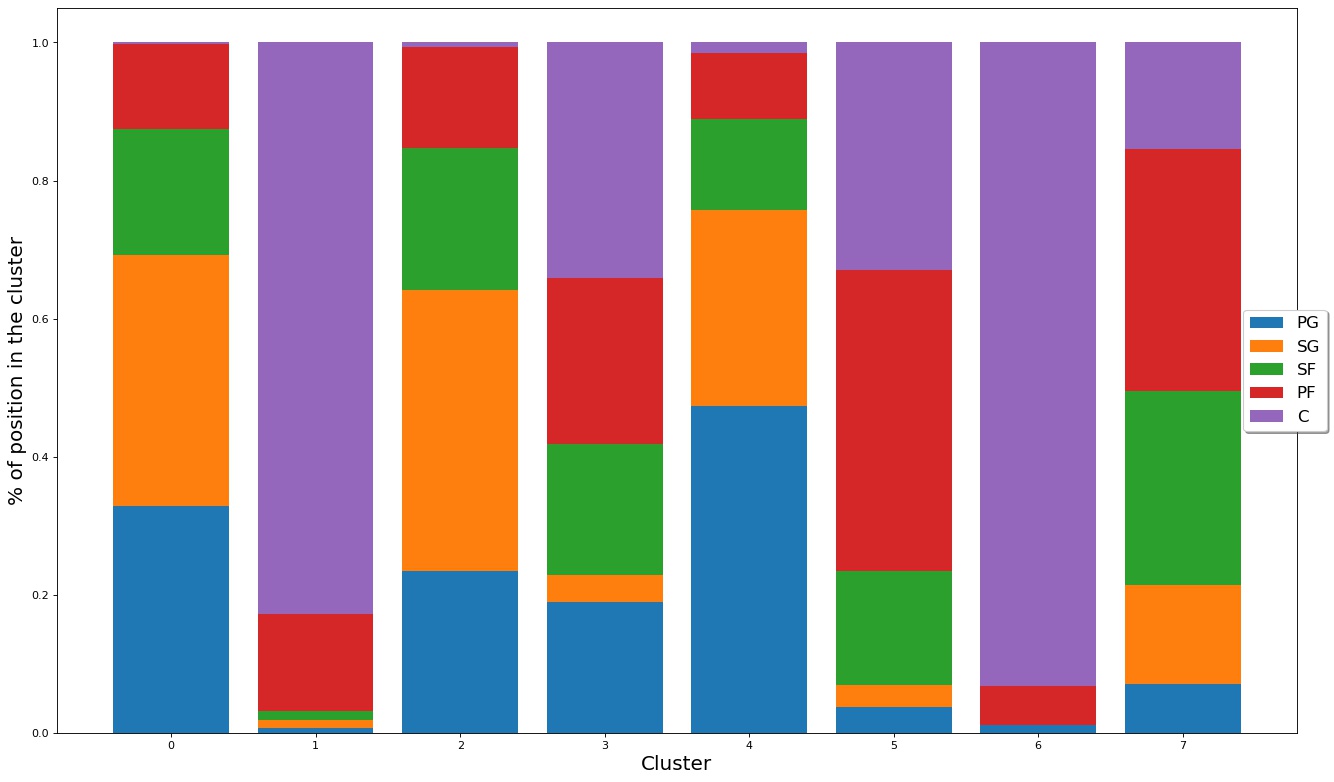 % of position in the cluster
1.0
0.8
0.6
0.4
0.2
0.0
0 1 2 3 4 5 6 7
Cluster
PG
SG
SF
PF
C